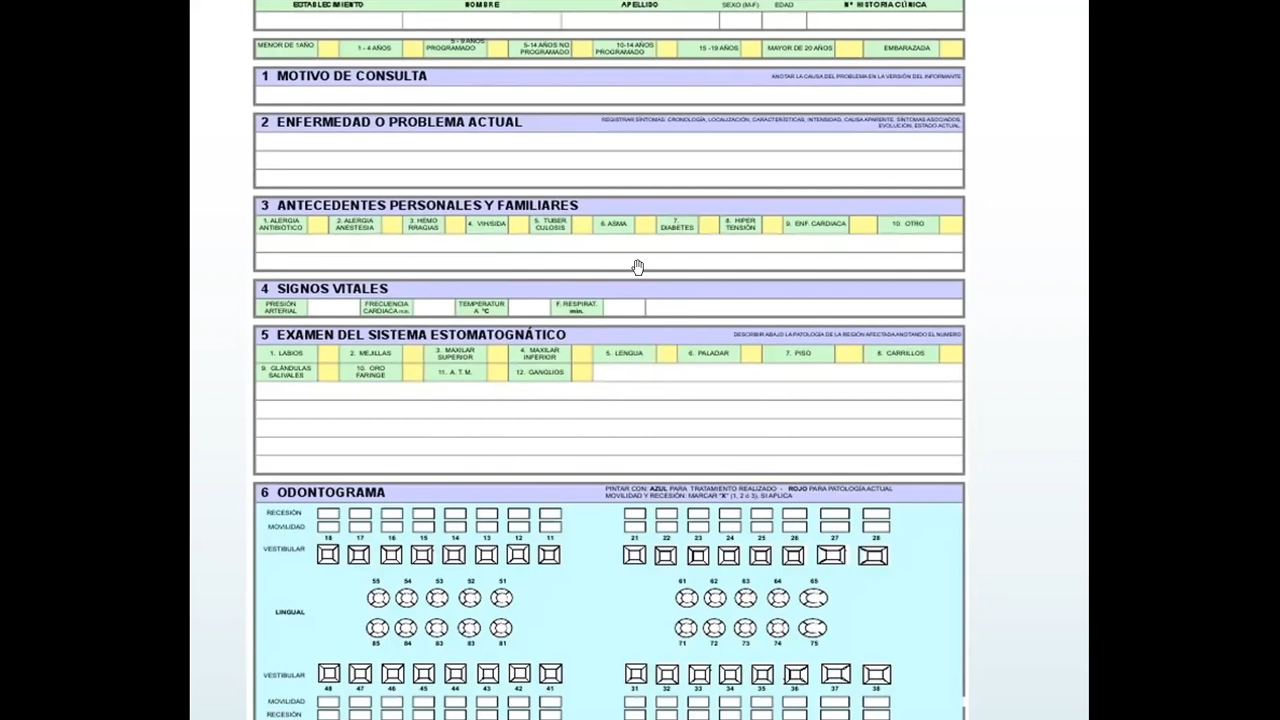 ESTABLECIMIENTO NOMBRE APELLIDO SEXO (M-F) EDAD Nº HISTORIA CLÍNICA
MENOR DE 1AÑO 1 - 4 AÑOS 5 - 9 AÑOS PROGRAMADO 5-14 AÑOS NO PROGRAMADO 10-14 AÑOS PROGRAMADO 15 -19 AÑOS MAYOR DE 20 AÑOS EMBARAZADA
1 MOTIVO DE CONSULTA ANOTAR LA CAUSA DEL PROBLEMA EN LA VERSIÓN DEL INFORMANTE
2 ENFERMEDAD O PROBLEMA ACTUAL REGISTRAR SÍNTOMAS: CRONOLOGÍA, LOCALIZACIÓN, CARACTERÍSTICAS, INTENSIDAD, CAUSA APARENTE, SÍNTOMAS ASOCIADOS,
EVOLUCIÓN, ESTADO ACTUAL.
3 ANTECEDENTES PERSONALES Y FAMILIARES
1. ALERGIA ANTIBIÓTICO 2. ALERGIA ANESTESIA 3. HEMO RRAGIAS 4. VIH/SIDA 5. TUBER CULOSIS 6. ASMA 7. DIABETES 8. HIPER TENSIÓN 9. ENF. CARDIACA 10. OTRO
4 SIGNOS VITALES
PRESIÓN ARTERIAL FRECUENCIA CARDIACA min. TEMPERATUR A °C F. RESPIRAT. min.
5 EXAMEN DEL SISTEMA ESTOMATOGNÁTICO DESCRIBIR ABAJO LA PATOLOGÍA DE LA REGIÓN AFECTADA ANOTANDO EL NUMERO
1. LABIOS 2. MEJILLAS 3. MAXILAR SUPERIOR 4. MAXILAR INFERIOR 5. LENGUA 6. PALADAR 7. PISO 8. CARRILLOS
9. GLÁNDULAS SALIVALES 10. ORO FARINGE 11. A. T. M. 12. GANGLIOS
6 ODONTOGRAMA PINTAR CON: AZUL PARA TRATAMIENTO REALIZADO - ROJO PARA PATOLOGÍA ACTUAL
MOVILIDAD Y RECESIÓN: MARCAR "X" (1, 2 ó 3), SI APLICA
RECESIÓN
MOVILIDAD
18 17 16 15 14 13 12 11 21 22 23 24 25 26 27 28
VESTIBULAR
55 54 53 52 51 61 62 63 64 65
LINGUAL
85 84 83 83 81 71 72 73 74 75
VESTIBULAR
48 47 46 45 44 43 42 41 31 32 33 34 35 36 37 38
MOVILIDAD
RECESIÓN